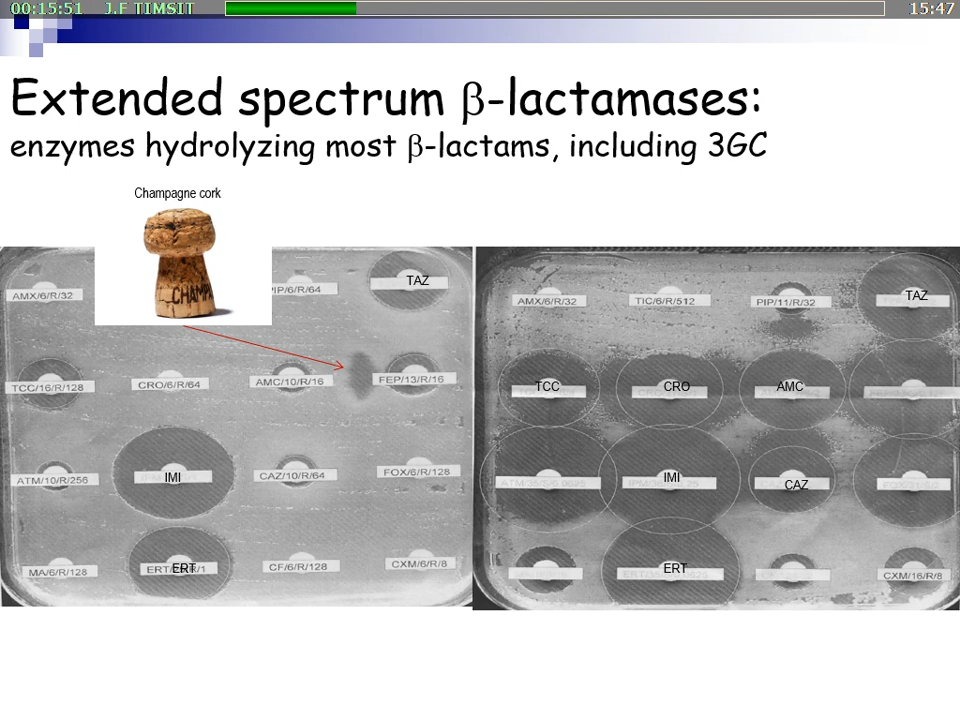 00:15:51 J.F TIMSIT 15:47
Extended spectrum β-lactamases:
enzymes hydrolyzing most β-lactams, including 3GC
Champagne cork
CHAMP
AMX/6/R/32
PIP/6/R/64
TAZ
TCC/16/R/128
CRO/6/R/64
AMC/10/R/16
FEP/13/R/16
ATM/10/R/256
IMI
CAZ/10/R/64
FOX/6/R/128
MA/6/R/128
ERT
CF/6/R/128
CXM/6/R/8
AMX/6/R/32
TIC/6/R/512
PIP/11/R/32
TAZ
TCC
CRO
AMC
IMI
CAZ
ERT
CXM/16/R/8